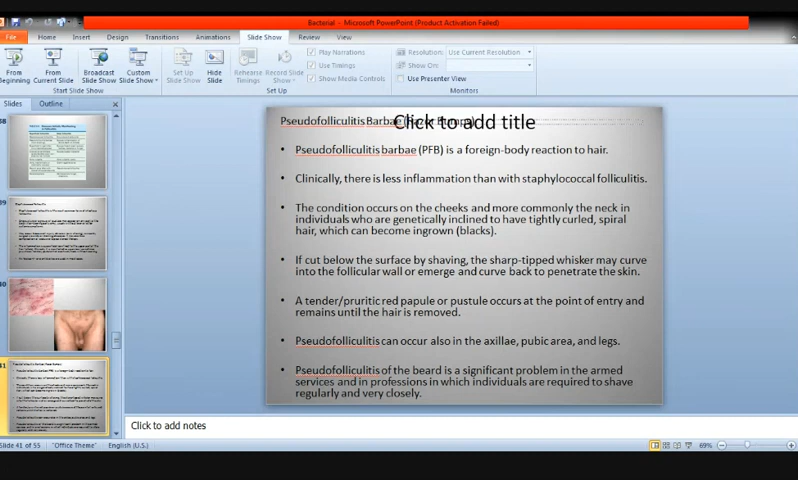 Bacterial - Microsoft PowerPoint (Product Activation Failed)
Home Insert Design Transitions Animations Slide Show Review View
From Beginning
From Current Slide
Broadcast Slide Show
Custom Slide Show
Set Up Slide Show
Hide Slide
Rehearse Timings
Record Slide Show
Play Narrations
Use Timings
Show Media Controls
Resolution: Use Current Resolution
Show On:
Use Presenter View
Start Slide Show
Set Up
Monitors
Slides Outline
39
Pseudofolliculitis Barbae
Click to add title
• Pseudofolliculitis barbae (PFB) is a foreign-body reaction to hair.
• Clinically, there is less inflammation than with staphylococcal folliculitis.
• The condition occurs on the cheeks and more commonly the neck in
individuals who are genetically inclined to have tightly curled, spiral
hair, which can become ingrown (blacks).
• If cut below the surface by shaving, the sharp-tipped whisker may curve
into the follicular wall or emerge and curve back to penetrate the skin.
• A tender/pruritic red papule or pustule occurs at the point of entry and
remains until the hair is removed.
• Pseudofolliculitis can occur also in the axillae, pubic area, and legs.
• Pseudofolliculitis of the beard is a significant problem in the armed
services and in professions in which individuals are required to shave
regularly and very closely.
Click to add notes
Slide 41 of 55 "Office Theme" English (U.S.) 69%